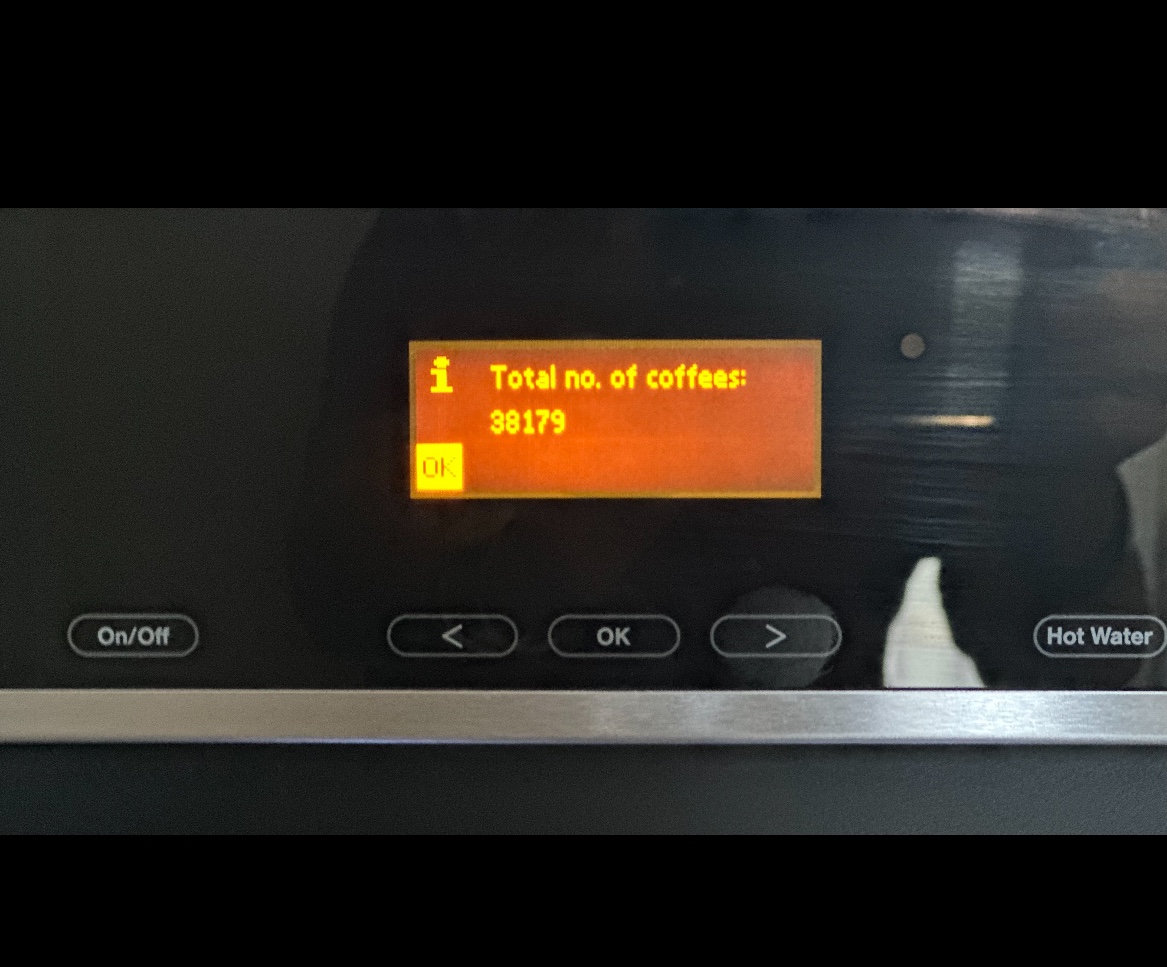 i Total no. of coffees:
38179
OK
On/Off < OK > Hot Water